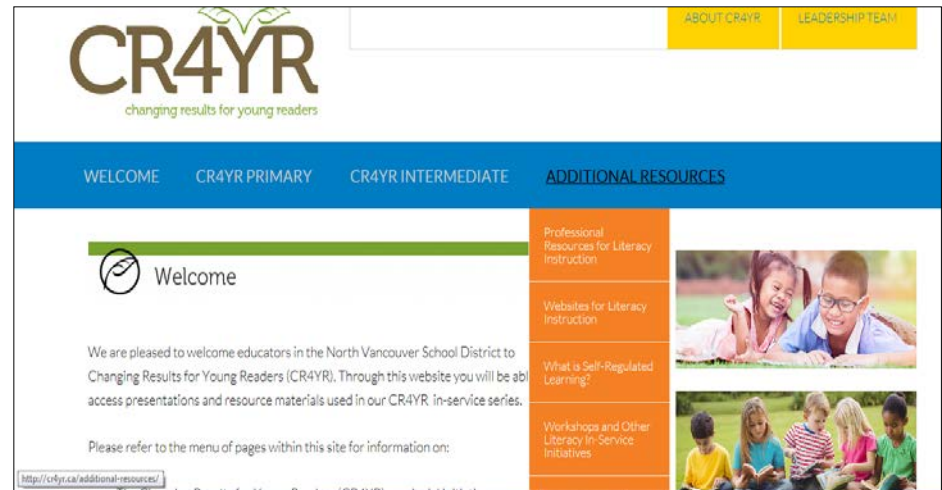 ABOUT CR4YR
LEADERSHIP TEAM
CR4YR
changing results for young readers
WELCOME
CR4YR PRIMARY
CR4YR INTERMEDIATE
ADDITIONAL RESOURCES
Professional
Resources for Literacy
Instruction
Websites for Literacy
Instruction
What is Self-Regulated
Learning?
Workshops and Other
Literacy In-Service
Initiatives
Welcome
We are pleased to welcome educators in the North Vancouver School District to
Changing Results for Young Readers (CR4YR). Through this website you will be abl
access presentations and resource materials used in our CR4YR in-service series.
Please refer to the menu of pages within this site for information on:
http://cr4yr.ca/additional-resources/